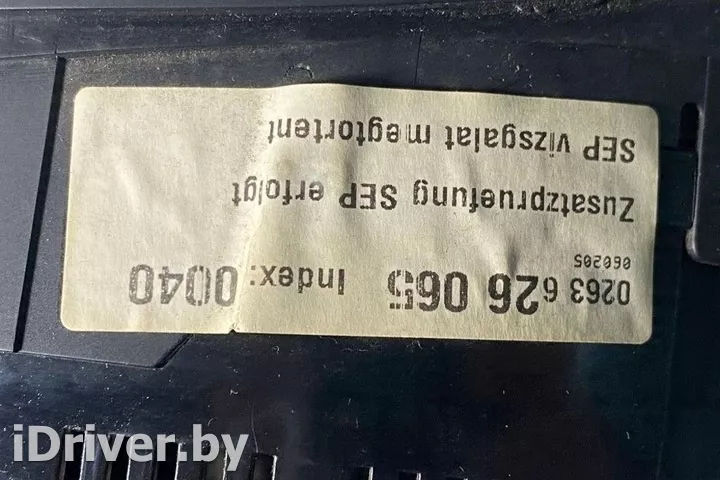 0263 626 065 Index: 0040
060205
Zusatzpruefung SEP erfolgt
SEP vizsgalat megtortent
iDriver.by